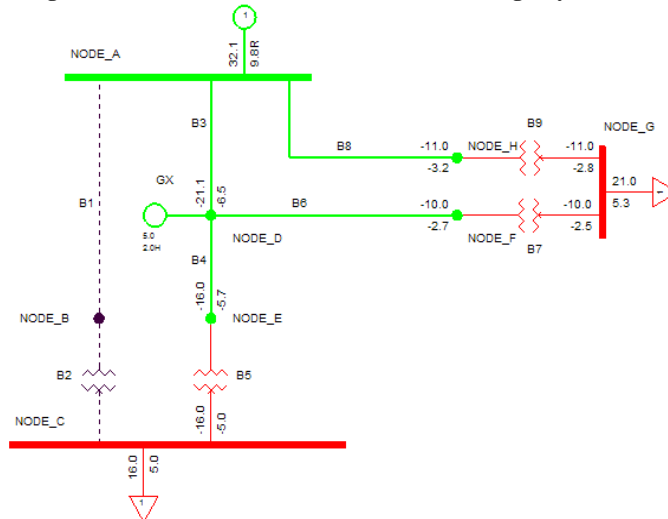 1
32.1
9.8R
NODE_A
B9
NODE_G
B3
-11.0
NODE_H
-11.0
B8
-3.2
-2.8
GX
-21.1
-6.5
21.0
1
5.3
B1
B6
-10.0
-10.0
5.0
2.0H
NODE_D
-2.7
NODE_F
-2.5
B7
B4
-16.0
-5.7
NODE_B
NODE_E
B2
B5
NODE_C
-16.0
-5.0
16.0
5.0
1